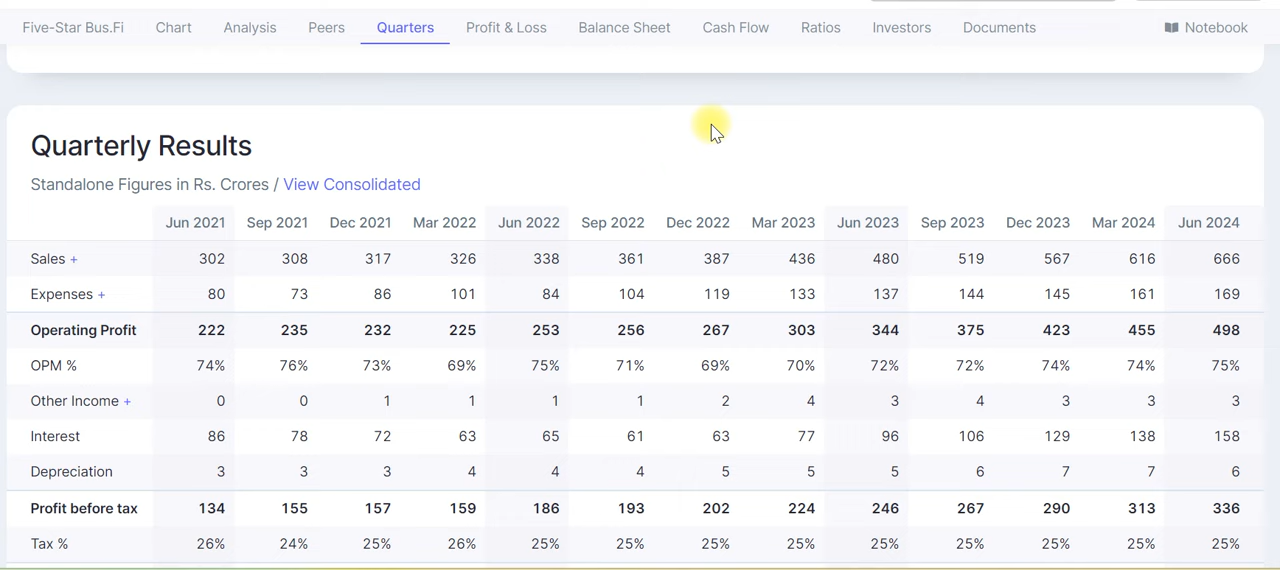 Five-Star Bus.Fi Chart Analysis Peers Quarters Profit & Loss Balance Sheet Cash Flow Ratios Investors Documents Notebook
Quarterly Results
Standalone Figures in Rs. Crores / View Consolidated
Jun 2021 Sep 2021 Dec 2021 Mar 2022 Jun 2022 Sep 2022 Dec 2022 Mar 2023 Jun 2023 Sep 2023 Dec 2023 Mar 2024 Jun 2024
Sales + 302 308 317 326 338 361 387 436 480 519 567 616 666
Expenses + 80 73 86 101 84 104 119 133 137 144 145 161 169
Operating Profit 222 235 232 225 253 256 267 303 344 375 423 455 498
OPM % 74% 76% 73% 69% 75% 71% 69% 70% 72% 72% 74% 74% 75%
Other Income + 0 0 1 1 1 1 2 4 3 4 3 3 3
Interest 86 78 72 63 65 61 63 77 96 106 129 138 158
Depreciation 3 3 3 4 4 4 5 5 5 6 7 7 6
Profit before tax 134 155 157 159 186 193 202 224 246 267 290 313 336
Tax % 26% 24% 25% 26% 25% 25% 25% 25% 25% 25% 25% 25% 25%